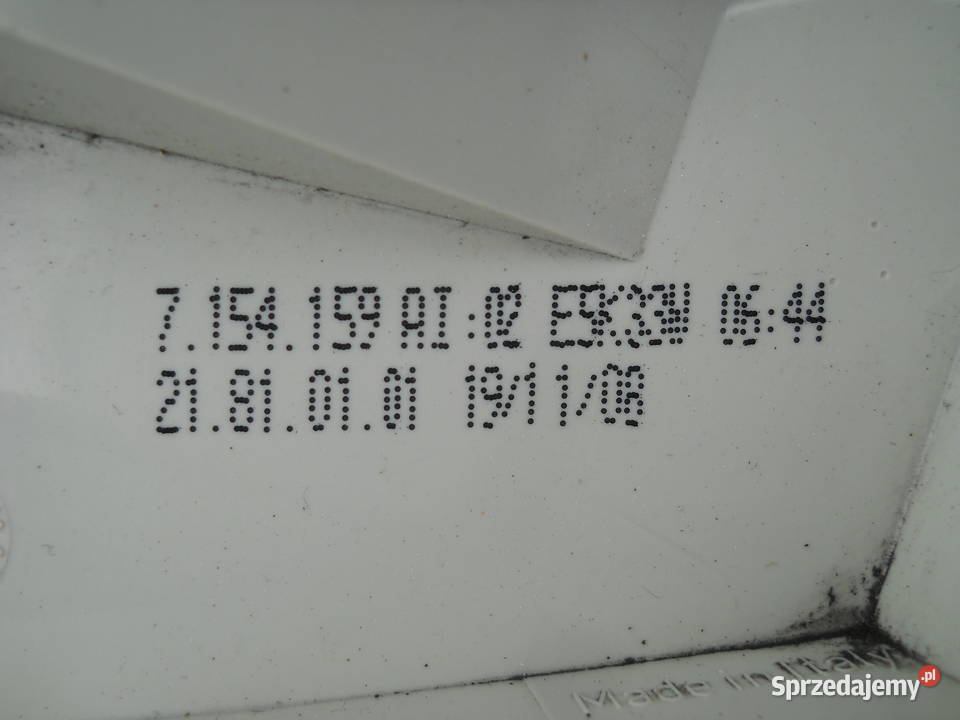 7.154.159 AI:02 E5K33W 06:44
21.81.01.01 19/11/08
Made in Italy
Sprzedajemy.pl